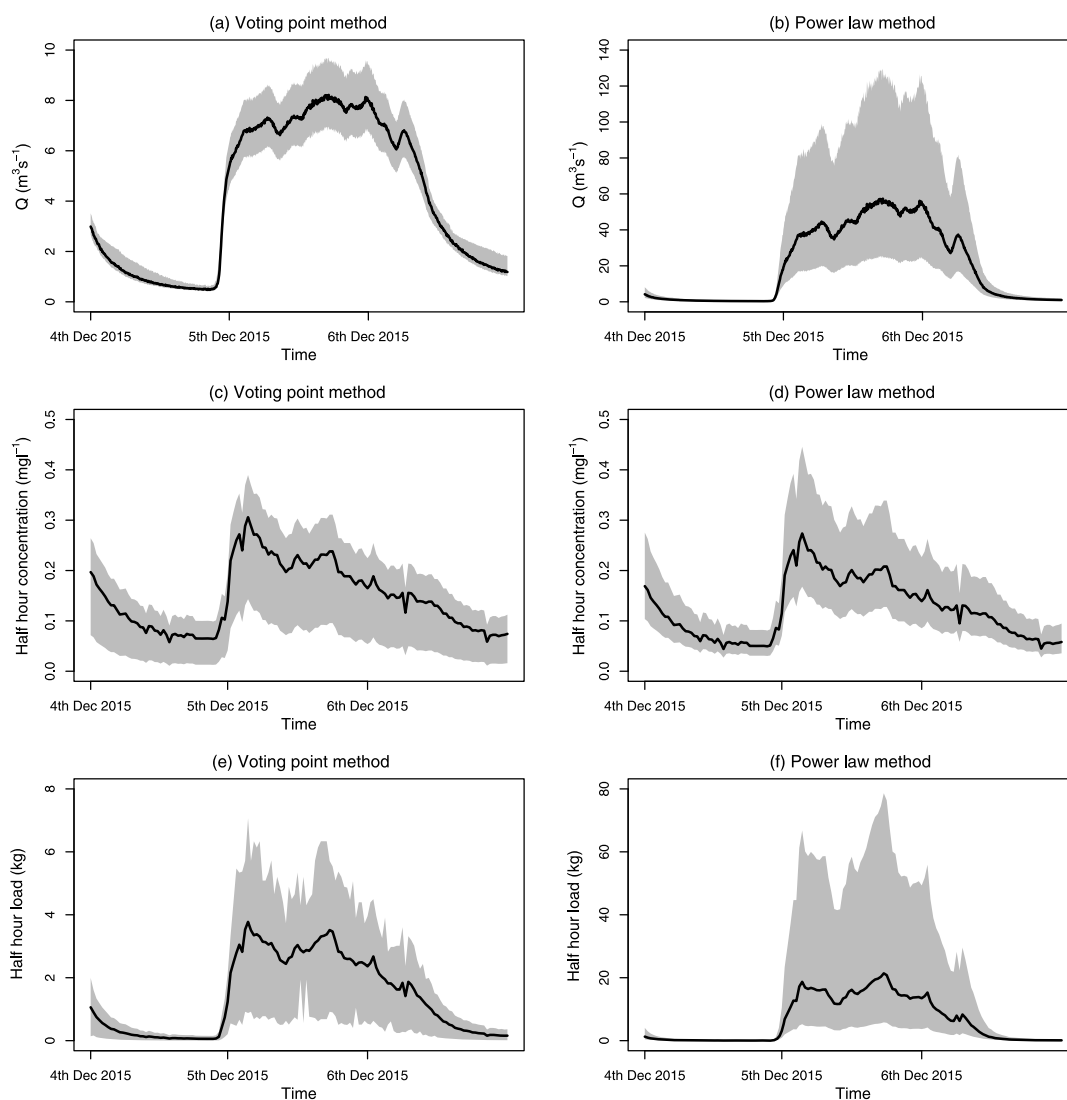 (a) Voting point method
Q (m³s⁻¹)
10
8
6
4
2
0
4th Dec 2015 5th Dec 2015 6th Dec 2015
Time
(b) Power law method
Q (m³s⁻¹)
140
120
100
80
60
40
20
0
4th Dec 2015 5th Dec 2015 6th Dec 2015
Time
(c) Voting point method
Half hour concentration (mgl⁻¹)
0.5
0.4
0.3
0.2
0.1
0.0
4th Dec 2015 5th Dec 2015 6th Dec 2015
Time
(d) Power law method
Half hour concentration (mgl⁻¹)
0.5
0.4
0.3
0.2
0.1
0.0
4th Dec 2015 5th Dec 2015 6th Dec 2015
Time
(e) Voting point method
Half hour load (kg)
8
6
4
2
0
4th Dec 2015 5th Dec 2015 6th Dec 2015
Time
(f) Power law method
Half hour load (kg)
80
60
40
20
0
4th Dec 2015 5th Dec 2015 6th Dec 2015
Time